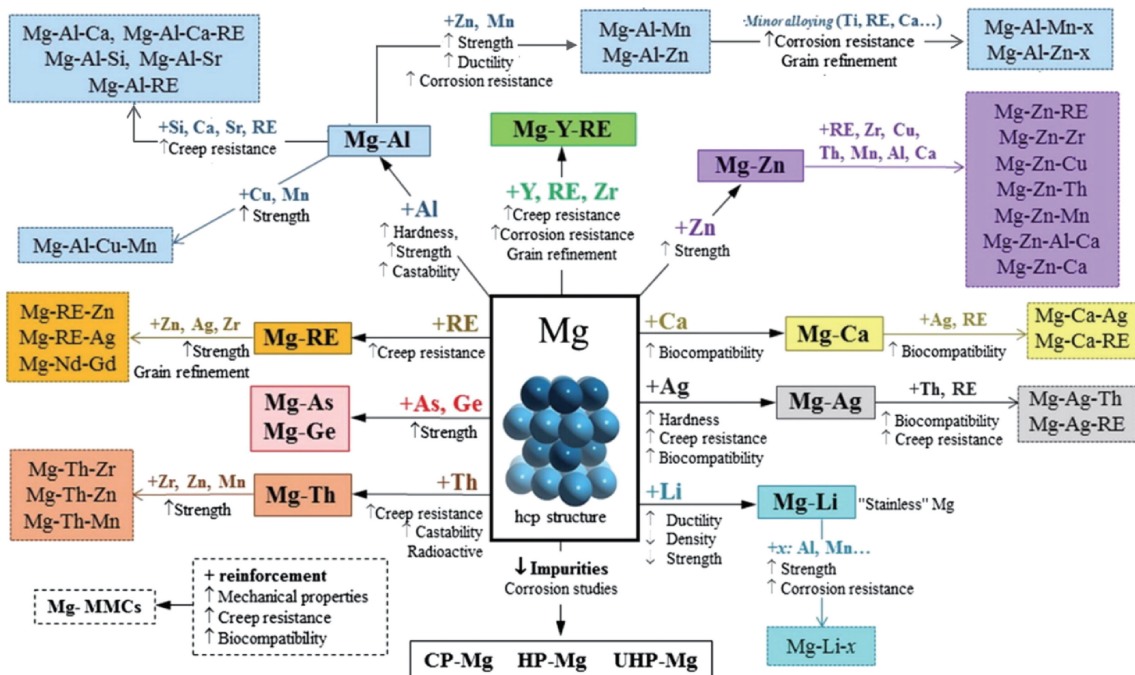 Mg-Al-Ca, Mg-Al-Ca-RE
Mg-Al-Si, Mg-Al-Sr
Mg-Al-RE
+Zn, Mn
↑ Strength
↑ Ductility
↑ Corrosion resistance
Mg-Al-Mn
Mg-Al-Zn
Minor alloying (Ti, RE, Ca…)
↑Corrosion resistance
Grain refinement
Mg-Al-Mn-x
Mg-Al-Zn-x
+Si, Ca, Sr, RE
↑Creep resistance
Mg-Al
+Cu, Mn
↑ Strength
Mg-Al-Cu-Mn
+Al
↑ Hardness,
↑Strength
↑ Castability
Mg-Y-RE
+Y, RE, Zr
↑Creep resistance
↑Corrosion resistance
Grain refinement
Mg-Zn
+Zn
↑ Strength
+RE, Zr, Cu,
Th, Mn, Al, Ca
Mg-Zn-RE
Mg-Zn-Zr
Mg-Zn-Cu
Mg-Zn-Th
Mg-Zn-Mn
Mg-Zn-Al-Ca
Mg-Zn-Ca
Mg-RE-Zn
Mg-RE-Ag
Mg-Nd-Gd
+Zn, Ag, Zr
↑Strength
Grain refinement
Mg-RE
+RE
↑Creep resistance
Mg
hcp structure
+Ca
↑ Biocompatibility
Mg-Ca
+Ag, RE
↑ Biocompatibility
Mg-Ca-Ag
Mg-Ca-RE
Mg-As
Mg-Ge
+As, Ge
↑Strength
+Ag
↑ Hardness
↑ Creep resistance
↑ Biocompatibility
Mg-Ag
+Th, RE
↑ Biocompatibility
↑ Creep resistance
Mg-Ag-Th
Mg-Ag-RE
Mg-Th-Zr
Mg-Th-Zn
Mg-Th-Mn
+Zr, Zn, Mn
↑Strength
Mg-Th
+Th
↑Creep resistance
↑ Castability
Radioactive
+Li
↑ Ductility
↓ Density
↓ Strength
Mg-Li
"Stainless" Mg
+x: Al, Mn…
↑ Strength
↑ Corrosion resistance
Mg-Li-x
Mg- MMCs
+ reinforcement
↑ Mechanical properties
↑ Creep resistance
↑ Biocompatibility
↓ Impurities
Corrosion studies
CP-Mg HP-Mg UHP-Mg